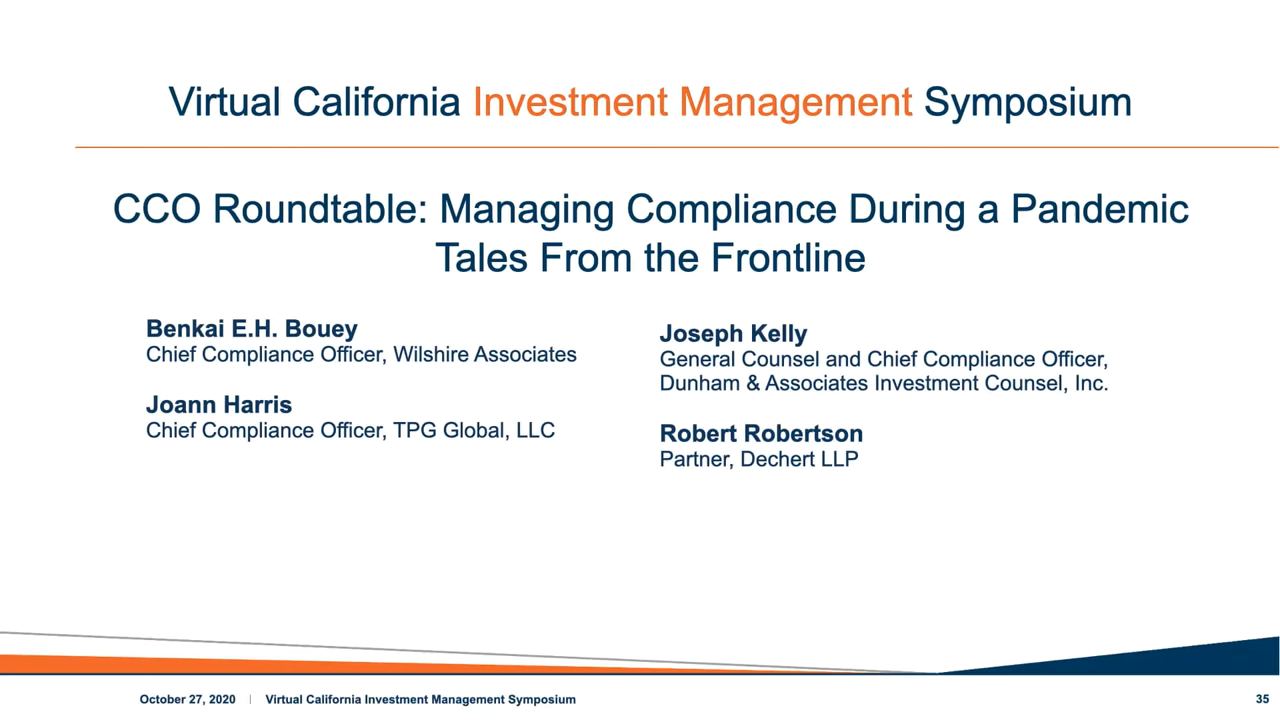 Virtual California Investment Management Symposium
CCO Roundtable: Managing Compliance During a Pandemic
Tales From the Frontline
Benkai E.H. Bouey
Chief Compliance Officer, Wilshire Associates
Joann Harris
Chief Compliance Officer, TPG Global, LLC
Joseph Kelly
General Counsel and Chief Compliance Officer,
Dunham & Associates Investment Counsel, Inc.
Robert Robertson
Partner, Dechert LLP
October 27, 2020 | Virtual California Investment Management Symposium
35